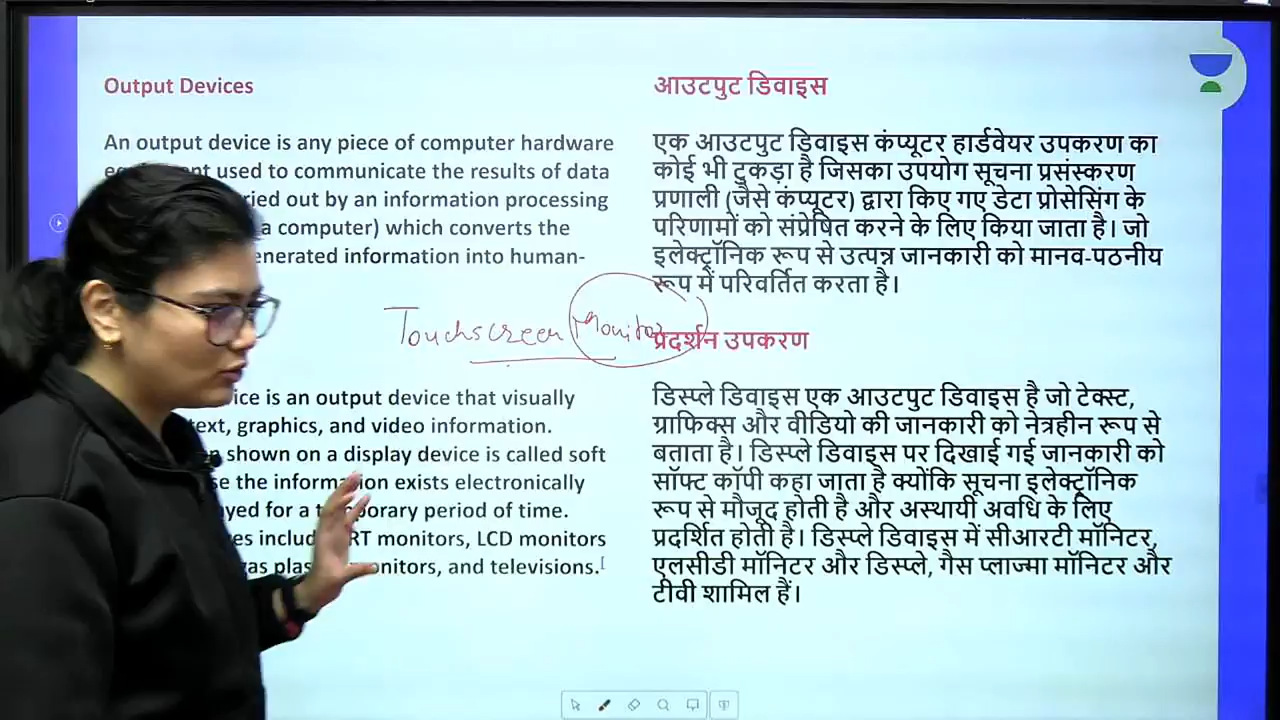 Output Devices
An output device is any piece of computer hardware
used to communicate the results of data
ried out by an information processing
a computer) which converts the
enerated information into human-
Touchscreen Monitor
ice is an output device that visually
text, graphics, and video information.
shown on a display device is called soft
se the information exists electronically
ayed for a temporary period of time.
es includ RT monitors, LCD monitors
gas plas monitors, and televisions.[
आउटपुट डिवाइस
एक आउटपुट डिवाइस कंप्यूटर हार्डवेयर उपकरण का
कोई भी टुकड़ा है जिसका उपयोग सूचना प्रसंस्करण
प्रणाली (जैसे कंप्यूटर) द्वारा किए गए डेटा प्रोसेसिंग के
परिणामों को संप्रेषित करने के लिए किया जाता है। जो
इलेक्ट्रॉनिक रूप से उत्पन्न जानकारी को मानव-पठनीय
रूप में परिवर्तित करता है।
प्रदर्शन उपकरण
डिस्प्ले डिवाइस एक आउटपुट डिवाइस है जो टेक्स्ट,
ग्राफिक्स और वीडियो की जानकारी को नेत्रहीन रूप से
बताता है। डिस्प्ले डिवाइस पर दिखाई गई जानकारी को
सॉफ्ट कॉपी कहा जाता है क्योंकि सूचना इलेक्ट्रॉनिक
रूप से मौजूद होती है और अस्थायी अवधि के लिए
प्रदर्शित होती है। डिस्प्ले डिवाइस में सीआरटी मॉनिटर,
एलसीडी मॉनिटर और डिस्प्ले, गैस प्लाज्मा मॉनिटर और
टीवी शामिल हैं।